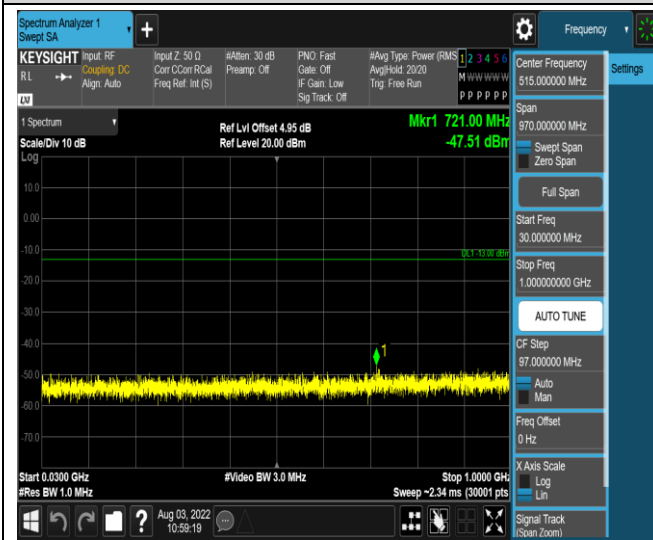 Spectrum Analyzer 1
Swept SA
+
Frequency
KEYSIGHT
R L
LXI
Input: RF
Coupling: DC
Align: Auto
Input Z: 50 Ω
Corr CCorr RCal
Freq Ref: Int (S)
#Atten: 30 dB
Preamp: Off
PNO: Fast
Gate: Off
IF Gain: Low
Sig Track: Off
#Avg Type: Power (RMS
Avg|Hold: 20/20
Trig: Free Run
1 2 3 4 5 6
M W W W W W
P P P P P P
1 Spectrum
Scale/Div 10 dB
Log
Ref Lvl Offset 4.95 dB
Ref Level 20.00 dBm
Mkr1 721.00 MHz
-47.51 dBm
10.0
0.00
-10.0
-20.0
-30.0
-40.0
-50.0
-60.0
-70.0
DL1 -13.00 dBm
1
Start 0.0300 GHz
#Res BW 1.0 MHz
#Video BW 3.0 MHz
Stop 1.0000 GHz
Sweep ~2.34 ms (30001 pts
?
Aug 03, 2022
10:59:19
Center Frequency
515.000000 MHz
Span
970.000000 MHz
Swept Span
Zero Span
Full Span
Start Freq
30.000000 MHz
Stop Freq
1.000000000 GHz
AUTO TUNE
CF Step
97.000000 MHz
Auto
Man
Freq Offset
0 Hz
X Axis Scale
Log
Lin
Signal Track
(Span Zoom)
Settings